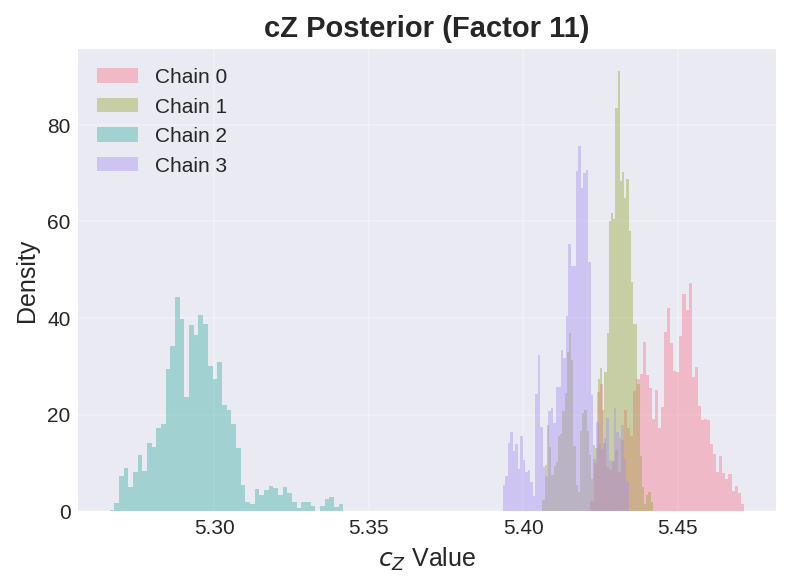 cZ Posterior (Factor 11)
Chain 0
Chain 1
Chain 2
Chain 3
80
60
40
20
0
Density
5.30 5.35 5.40 5.45
c_Z Value